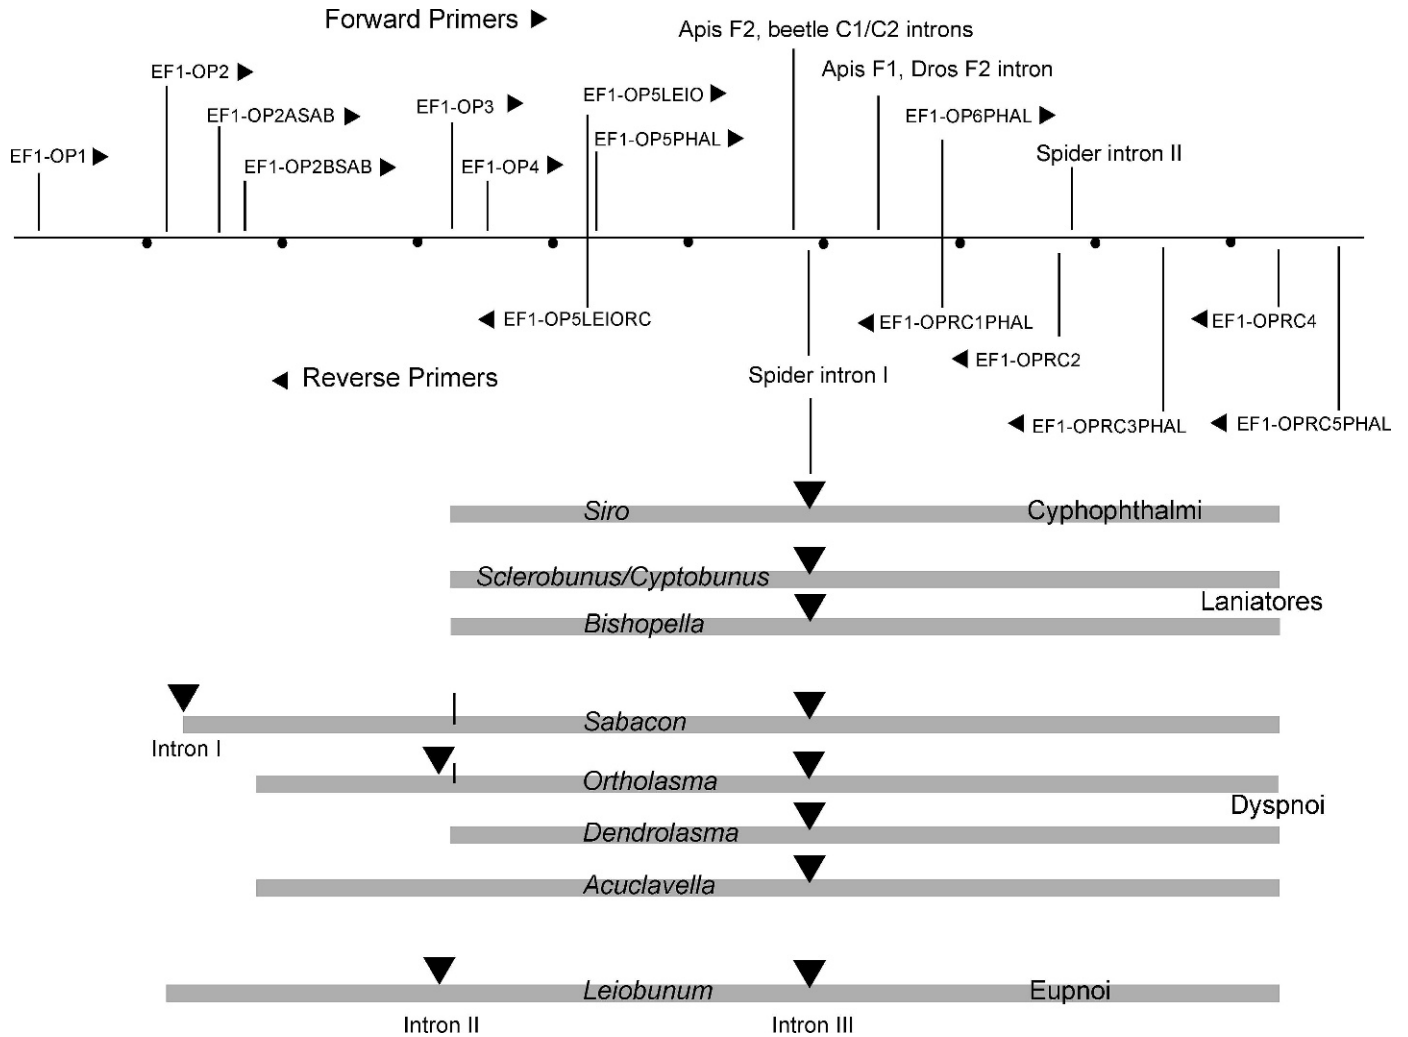 Forward Primers ►
Apis F2, beetle C1/C2 introns
Apis F1, Dros F2 intron
EF1-OP2 ►
EF1-OP5LEIO ►
EF1-OP3 ►
EF1-OP2ASAB ►
EF1-OP6PHAL ►
EF1-OP5PHAL ►
EF1-OP1 ►
Spider intron II
EF1-OP2BSAB ►
EF1-OP4 ►
◄ EF1-OP5LEIORC
◄ EF1-OPRC1PHAL
◄ EF1-OPRC4
◄ EF1-OPRC2
◄ Reverse Primers
Spider intron I
◄ EF1-OPRC3PHAL
◄ EF1-OPRC5PHAL
Siro
Cyphophthalmi
Sclerobunus/Cyptobunus
Laniatores
Bishopella
Sabacon
Intron I
Ortholasma
Dyspnoi
Dendrolasma
Acuclavella
Leiobunum
Eupnoi
Intron II
Intron III